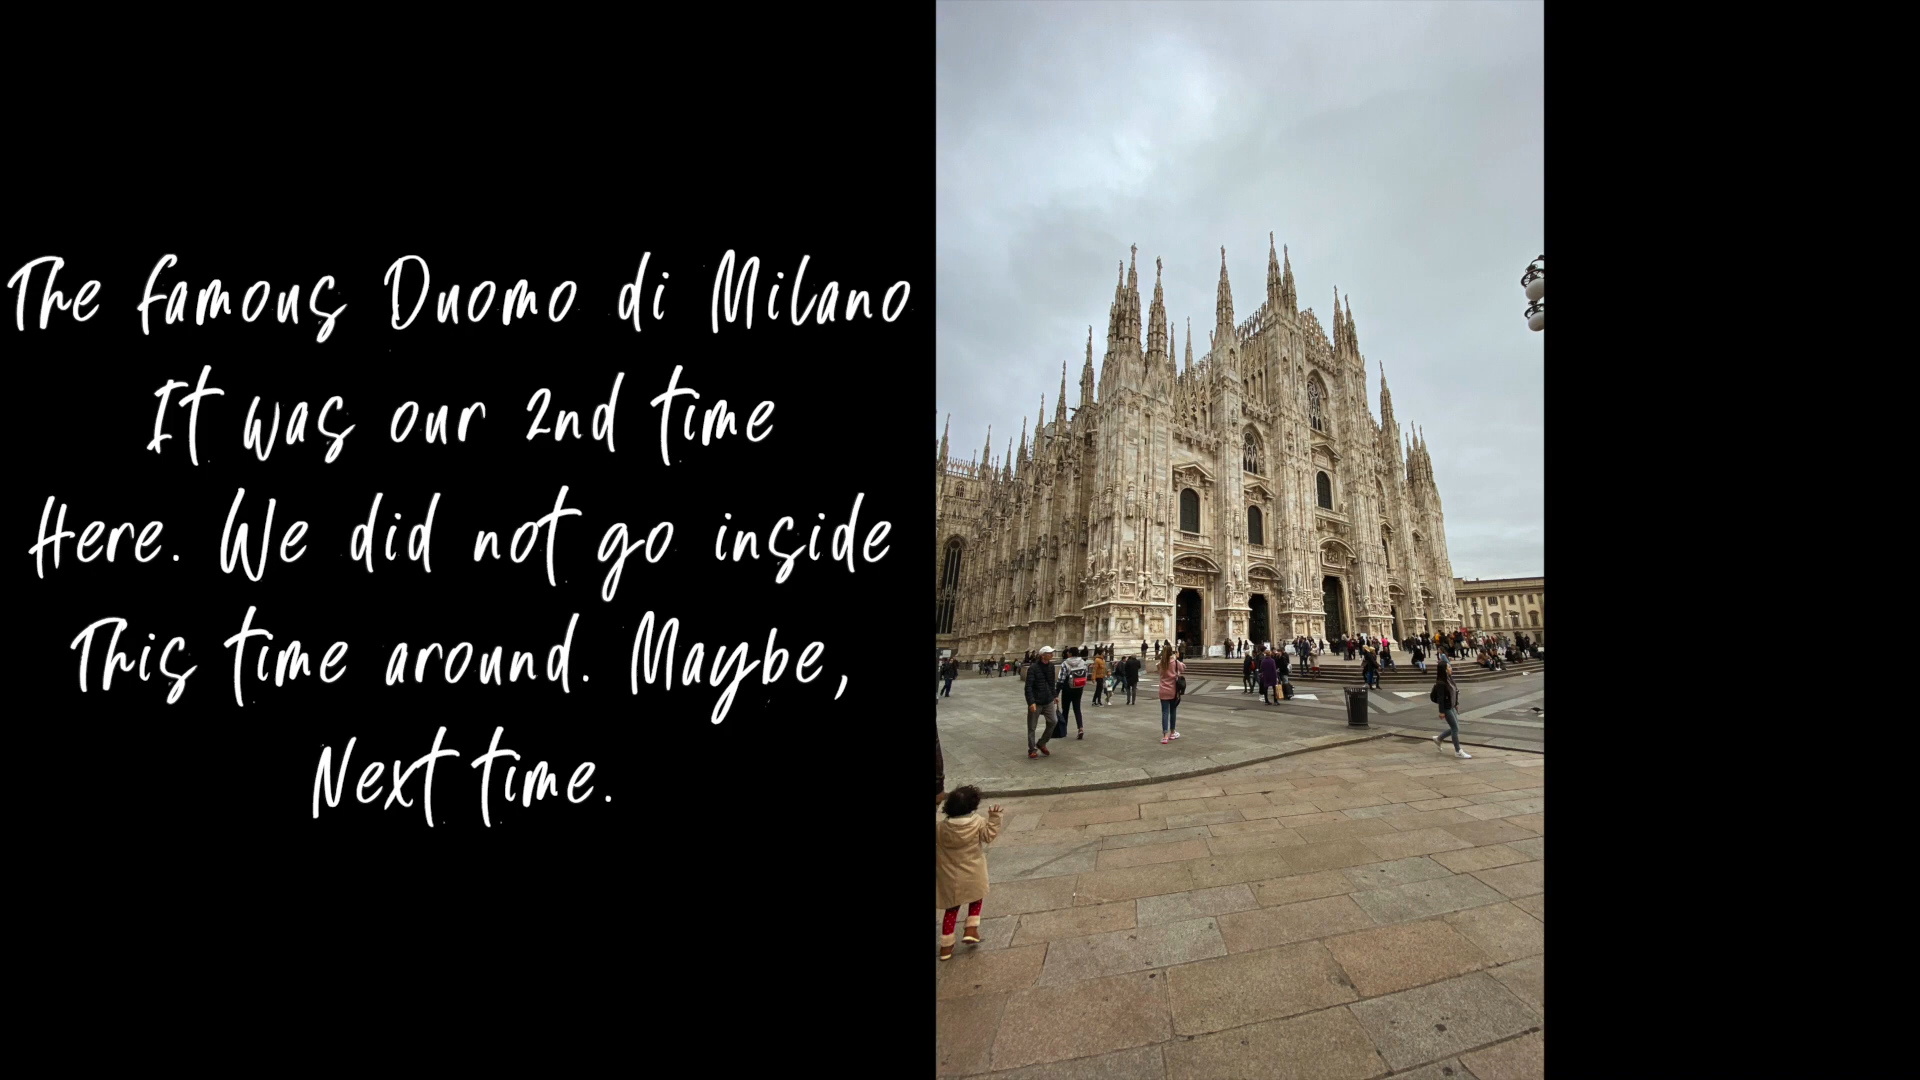 The famous Duomo di Milano
It was our 2nd time
Here. We did not go inside
This time around. Maybe,
Next time.